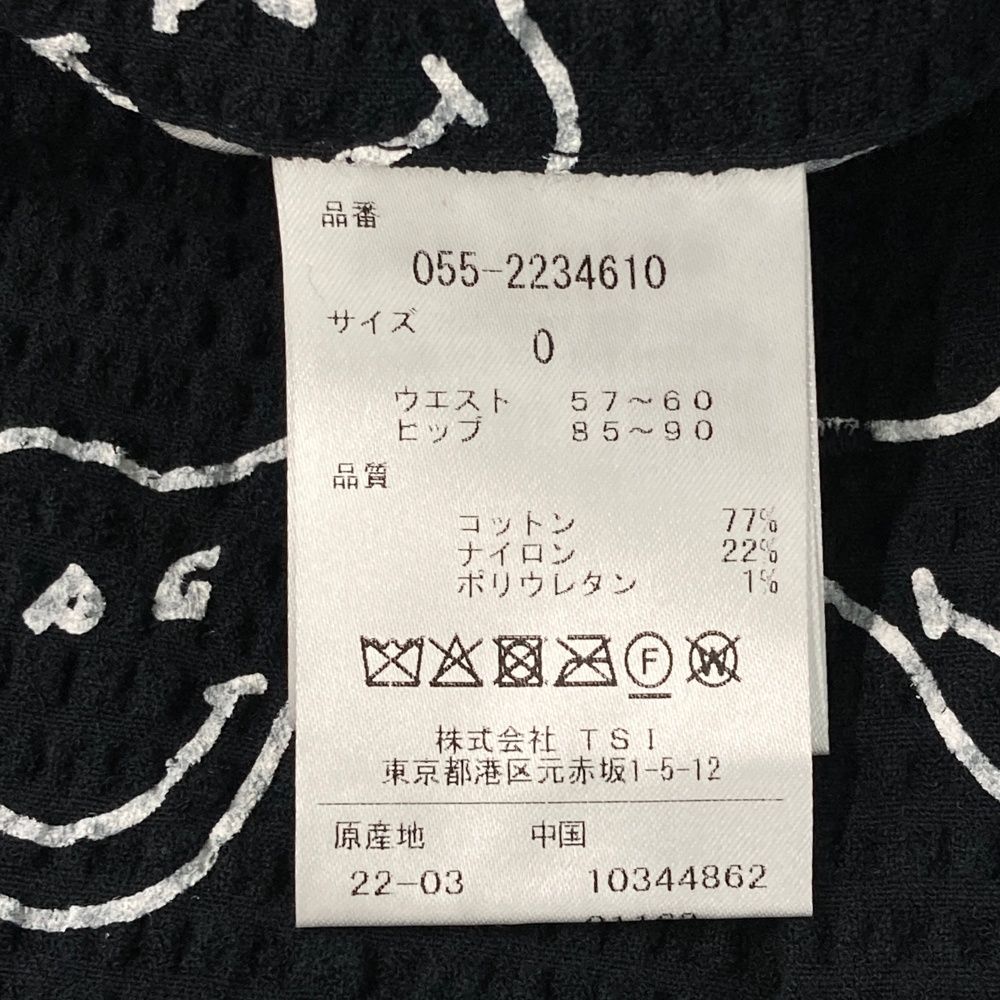 品番
055-2234610
サイズ
0
ウエスト 57～60
ヒップ 85～90
品質
コットン 77%
ナイロン 22%
ポリウレタン 1%
F W
株式会社 TSI
東京都港区元赤坂1-5-12
原産地 中国
22-03 10344862